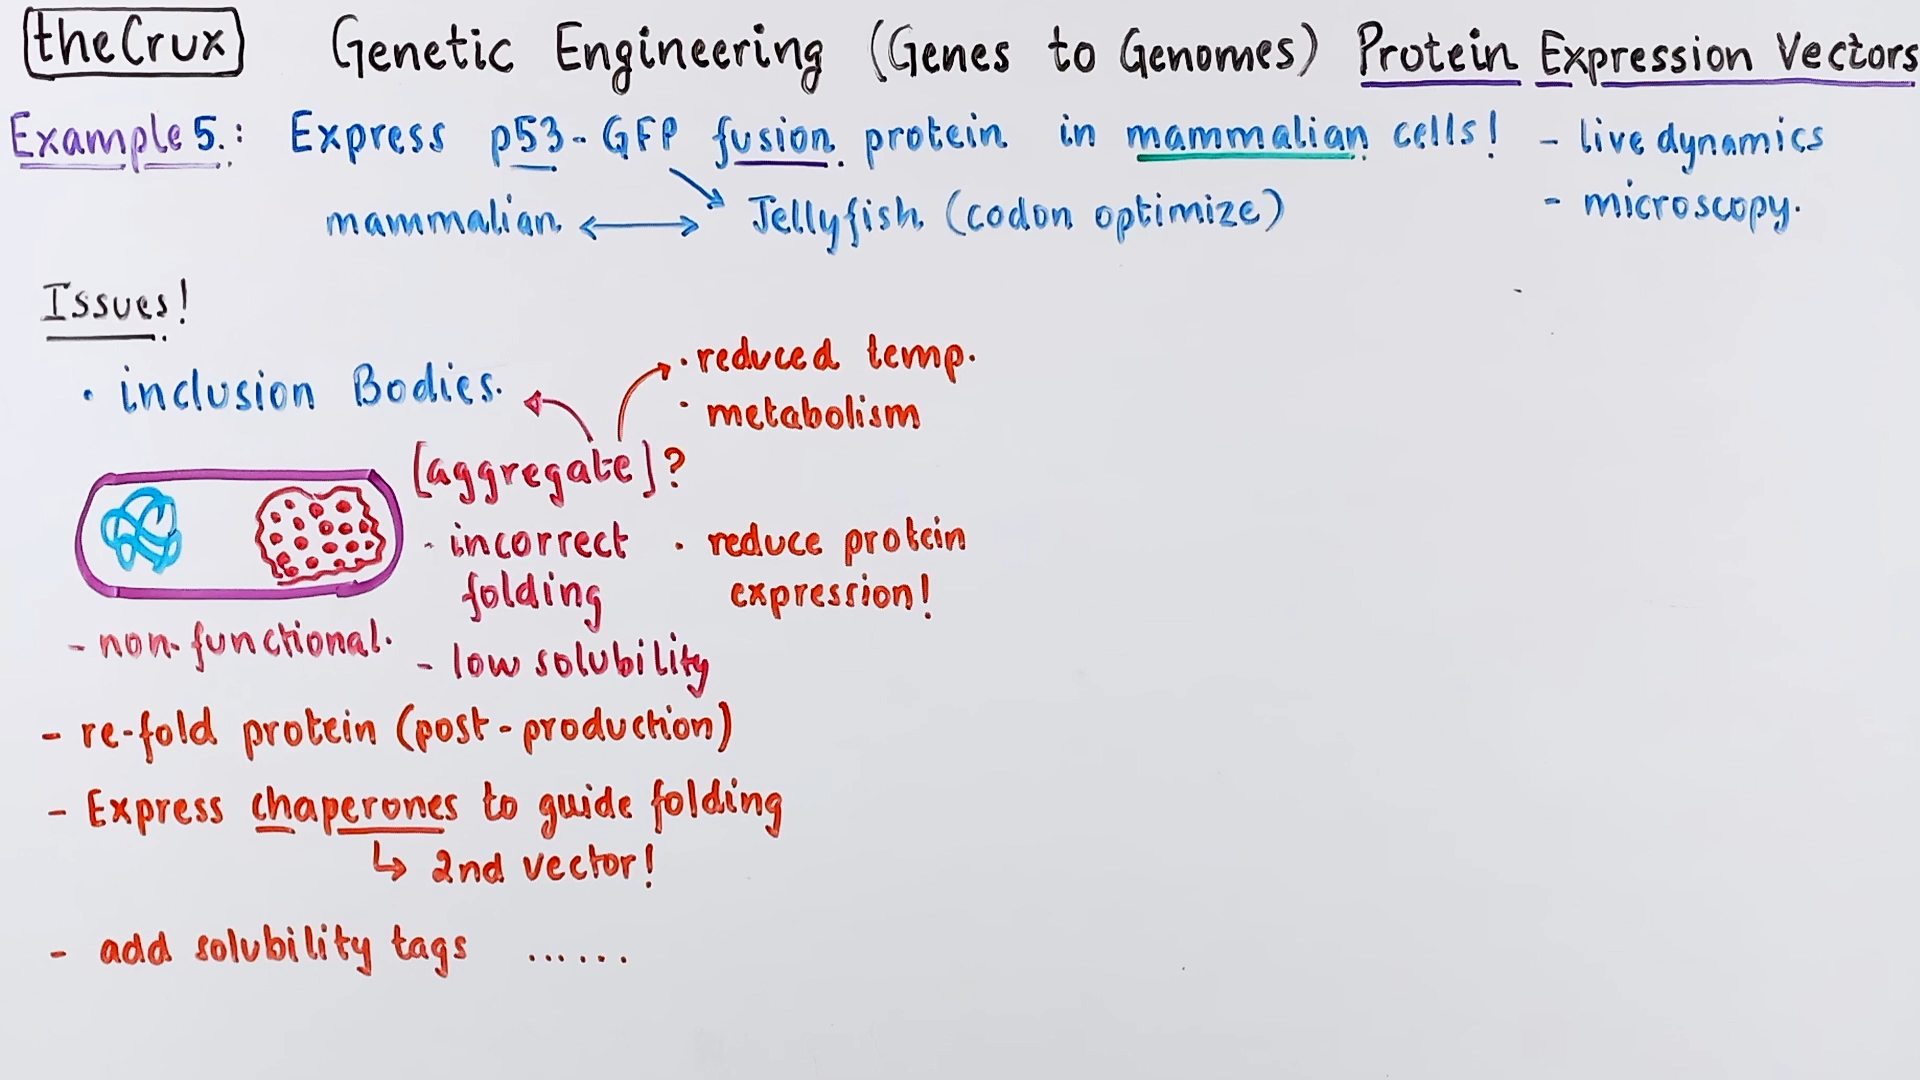 theCrux Genetic Engineering (Genes to Genomes) Protein Expression Vectors
Example 5.: Express p53-GFP fusion protein in mammalian cells! - live dynamics
mammalian ⟷ Jellyfish (codon optimize) - microscopy.
Issues!
• inclusion Bodies.
• reduced temp.
• metabolism
[aggregate]?
- incorrect folding
• reduce protein expression!
- non-functional.
- low solubility
- re-fold protein (post-production)
- Express chaperones to guide folding
↳ 2nd vector!
- add solubility tags ......